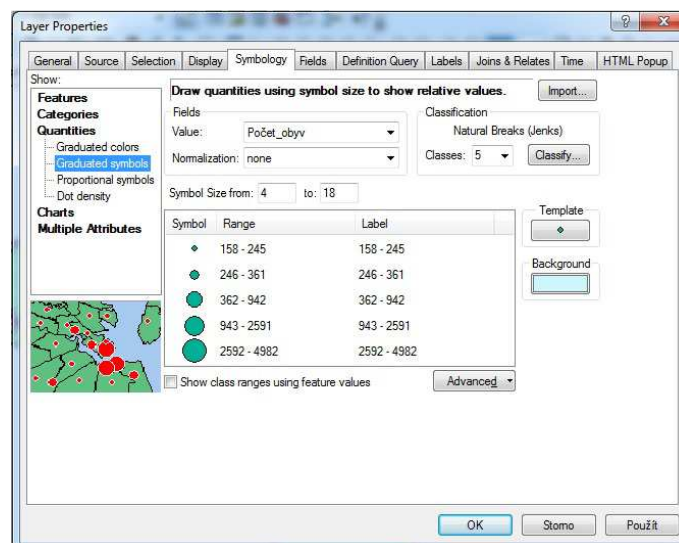 Layer Properties
General Source Selection Display Symbology Fields Definition Query Labels Joins & Relates Time HTML Popup
Show:
Features
Categories
Quantities
Graduated colors
Graduated symbols
Proportional symbols
Dot density
Charts
Multiple Attributes
Draw quantities using symbol size to show relative values.
Import...
Fields
Value: Počet_obyv
Normalization: none
Classification
Natural Breaks (Jenks)
Classes: 5 Classify...
Symbol Size from: 4 to: 18
Symbol Range Label
158 - 245 158 - 245
246 - 361 246 - 361
362 - 942 362 - 942
943 - 2591 943 - 2591
2592 - 4982 2592 - 4982
Template
Background
Show class ranges using feature values
Advanced
OK Storno Použít